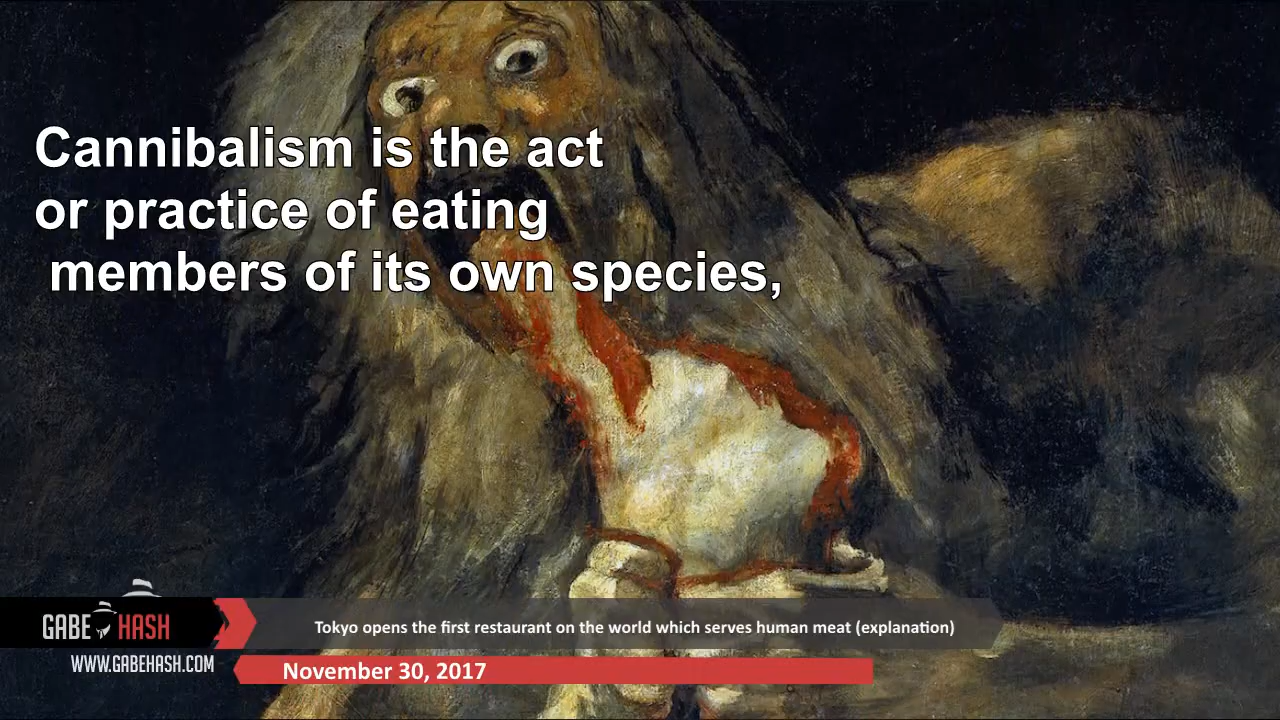 Cannibalism is the act
or practice of eating
members of its own species,
GABE HASH
Tokyo opens the first restaurant on the world which serves human meat (explanation)
WWW.GABEHASH.COM
November 30, 2017